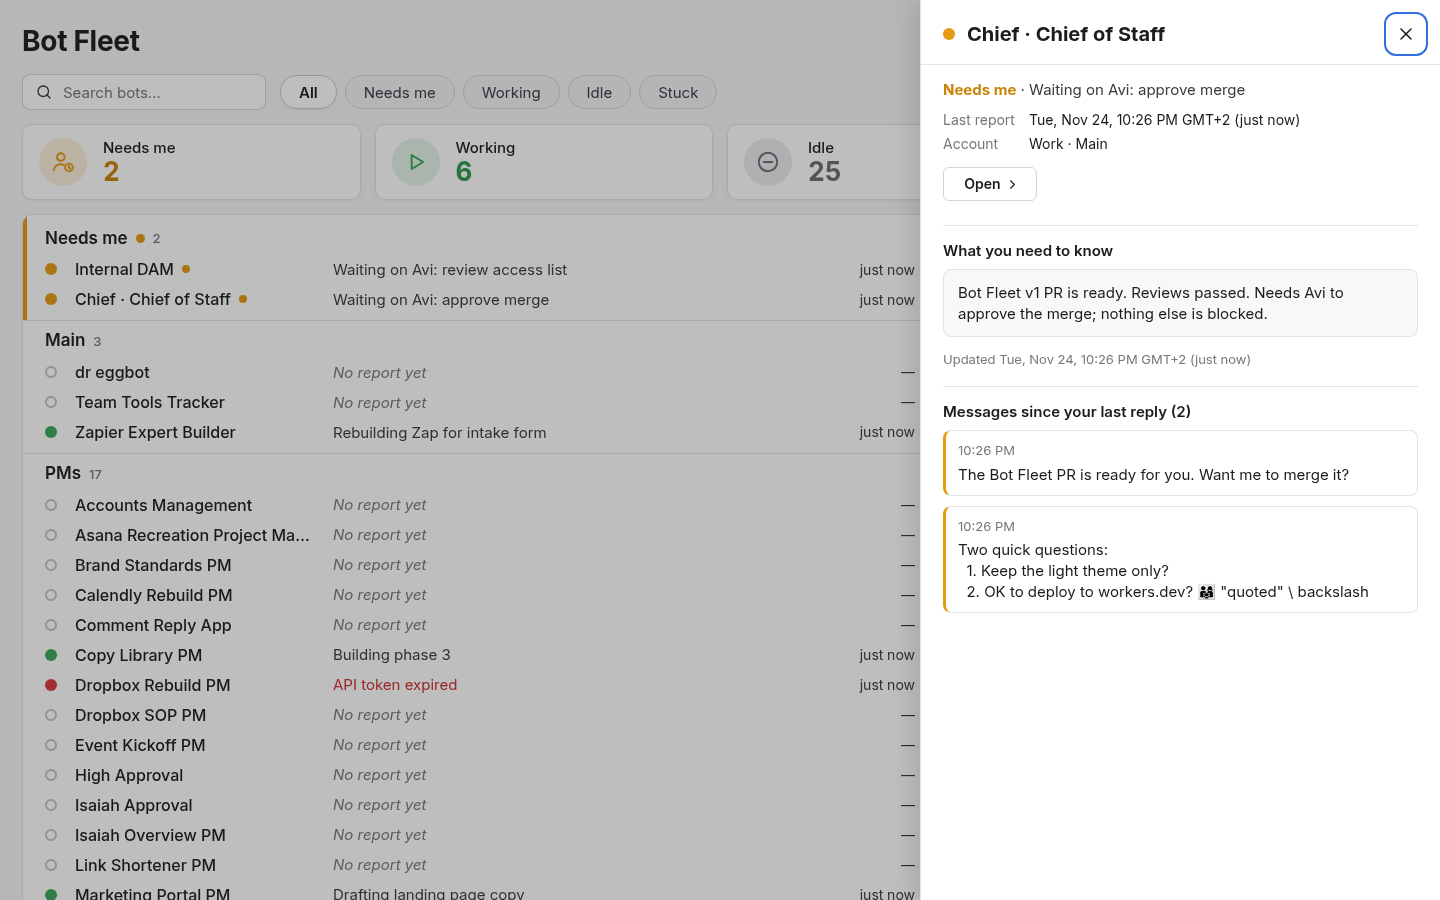 Bot Fleet
Search bots...
All
Needs me
Working
Idle
Stuck
Needs me
2
Working
6
Idle
25
Needs me 2
Internal DAM Waiting on Avi: review access list just now
Chief · Chief of Staff Waiting on Avi: approve merge just now
Main 3
dr eggbot No report yet —
Team Tools Tracker No report yet —
Zapier Expert Builder Rebuilding Zap for intake form just now
PMs 17
Accounts Management No report yet —
Asana Recreation Project Ma... No report yet —
Brand Standards PM No report yet —
Calendly Rebuild PM No report yet —
Comment Reply App No report yet —
Copy Library PM Building phase 3 just now
Dropbox Rebuild PM API token expired just now
Dropbox SOP PM No report yet —
Event Kickoff PM No report yet —
High Approval No report yet —
Isaiah Approval No report yet —
Isaiah Overview PM No report yet —
Link Shortener PM No report yet —
Marketing Portal PM Drafting landing page copy just now
Chief · Chief of Staff
Needs me · Waiting on Avi: approve merge
Last report Tue, Nov 24, 10:26 PM GMT+2 (just now)
Account Work · Main
Open
What you need to know
Bot Fleet v1 PR is ready. Reviews passed. Needs Avi to
approve the merge; nothing else is blocked.
Updated Tue, Nov 24, 10:26 PM GMT+2 (just now)
Messages since your last reply (2)
10:26 PM
The Bot Fleet PR is ready for you. Want me to merge it?
10:26 PM
Two quick questions:
1. Keep the light theme only?
2. OK to deploy to workers.dev? 👨‍👩‍👧‍👦 "quoted" \ backslash